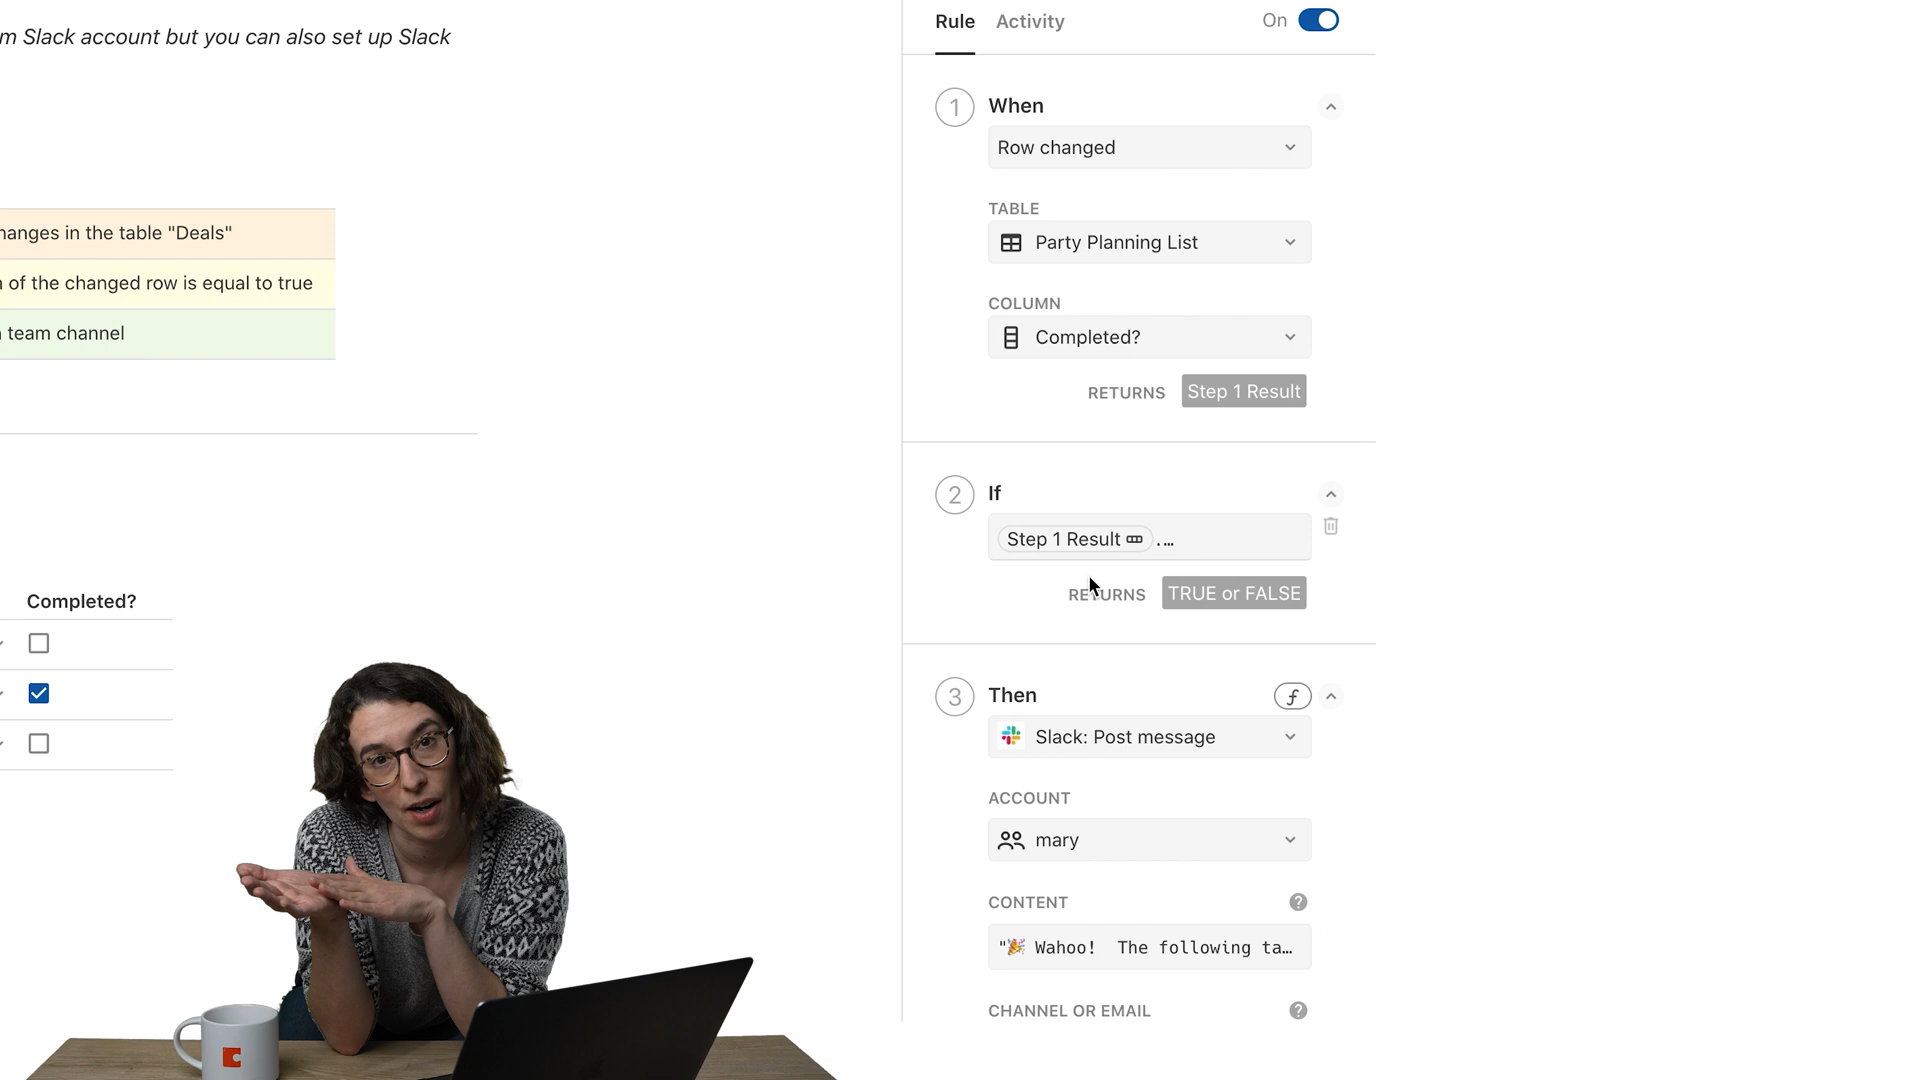 m Slack account but you can also set up Slack
hanges in the table "Deals"
of the changed row is equal to true
team channel
Completed?
Rule Activity On
1 When
Row changed
TABLE
Party Planning List
COLUMN
Completed?
RETURNS Step 1 Result
2 If
Step 1 Result ....
RETURNS TRUE or FALSE
3 Then
Slack: Post message
ACCOUNT
mary
CONTENT
"🎉 Wahoo! The following ta...
CHANNEL OR EMAIL